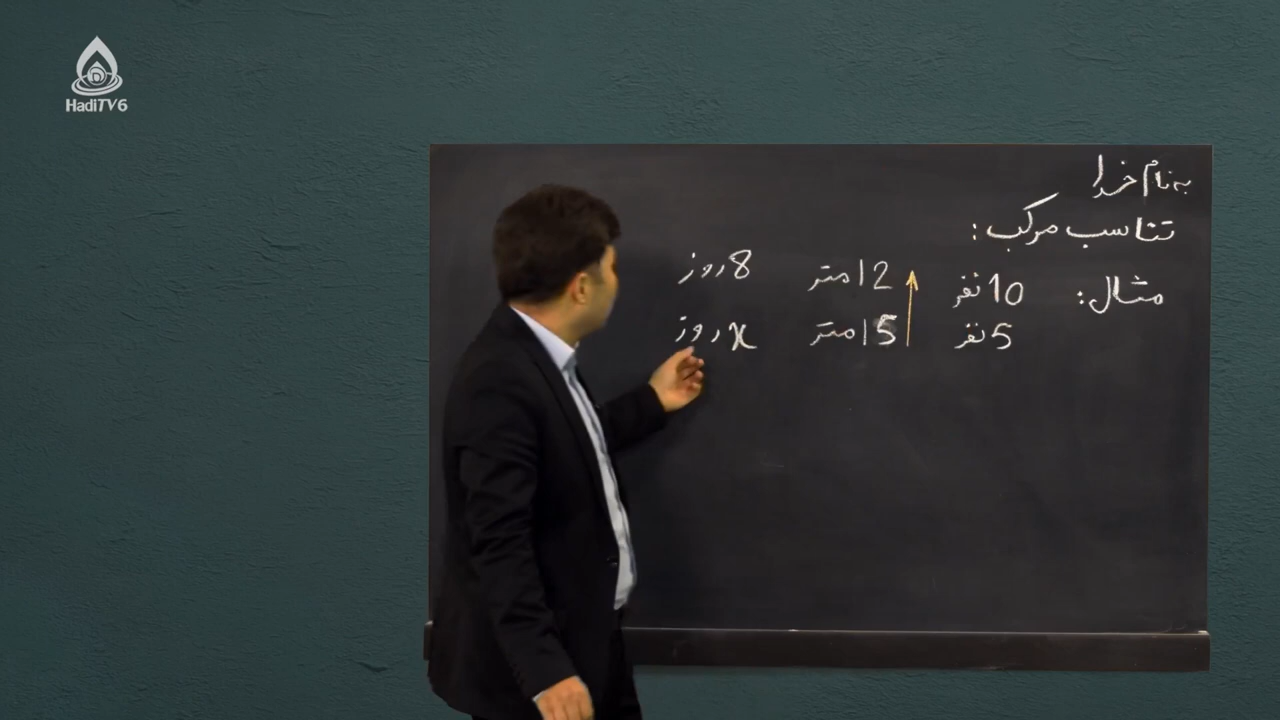 HadiTV6
به نام خدا
تناسب مرکب:
مثال: 10 نفر 12 متر 8 روز
5 نفر 15 متر x روز